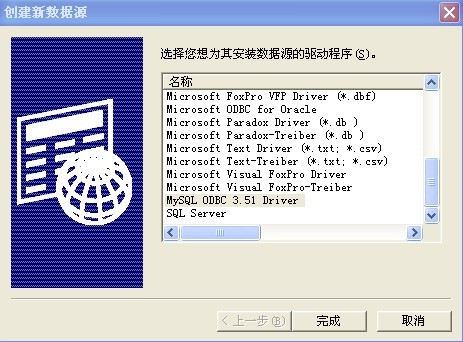 创建新数据源
选择您想为其安装数据源的驱动程序(S)。
名称
Microsoft FoxPro VFP Driver (*.dbf)
Microsoft ODBC for Oracle
Microsoft Paradox Driver (*.db )
Microsoft Paradox-Treiber (*.db )
Microsoft Text Driver (*.txt; *.csv)
Microsoft Text-Treiber (*.txt; *.csv)
Microsoft Visual FoxPro Driver
Microsoft Visual FoxPro-Treiber
MySQL ODBC 3.51 Driver
SQL Server
< 上一步(B) 完成 取消